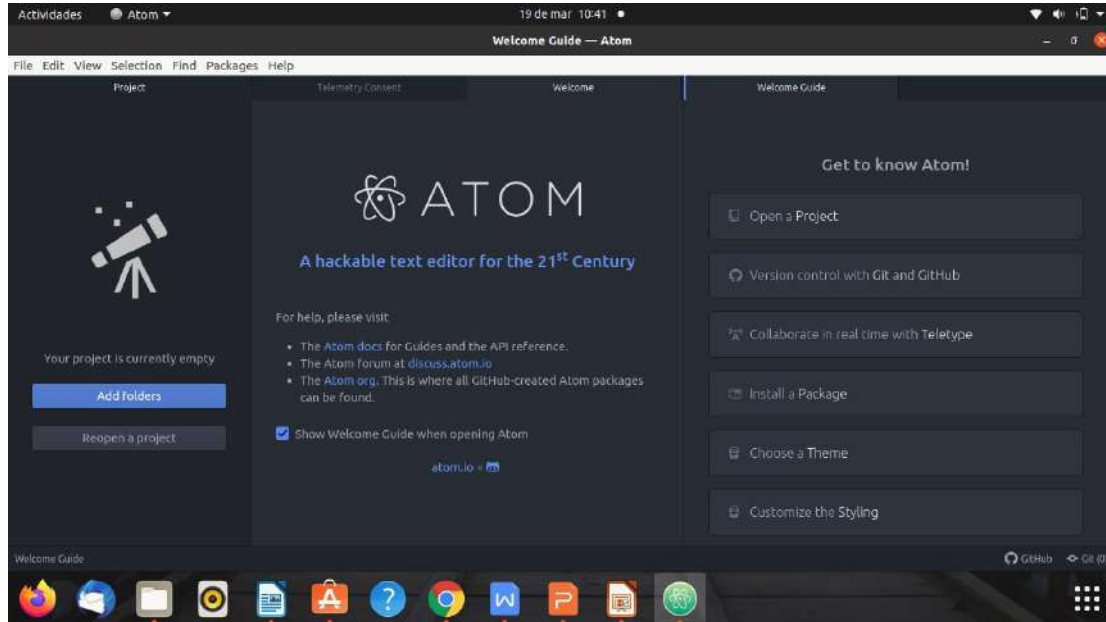 Actividades Atom 19 de mar 10:41
Welcome Guide — Atom
File Edit View Selection Find Packages Help
Project Telemetry Consent Welcome Welcome Guide
Your project is currently empty
Add folders
Reopen a project
ATOM
A hackable text editor for the 21st Century
For help, please visit
• The Atom docs for Guides and the API reference.
• The Atom forum at discuss.atom.io
• The Atom org. This is where all GitHub-created Atom packages
can be found.
Show Welcome Guide when opening Atom
atom.io ×
Get to know Atom!
Open a Project
Version control with Git and GitHub
Collaborate in real time with Teletype
Install a Package
Choose a Theme
Customize the Styling
Welcome Guide GitHub Git (0